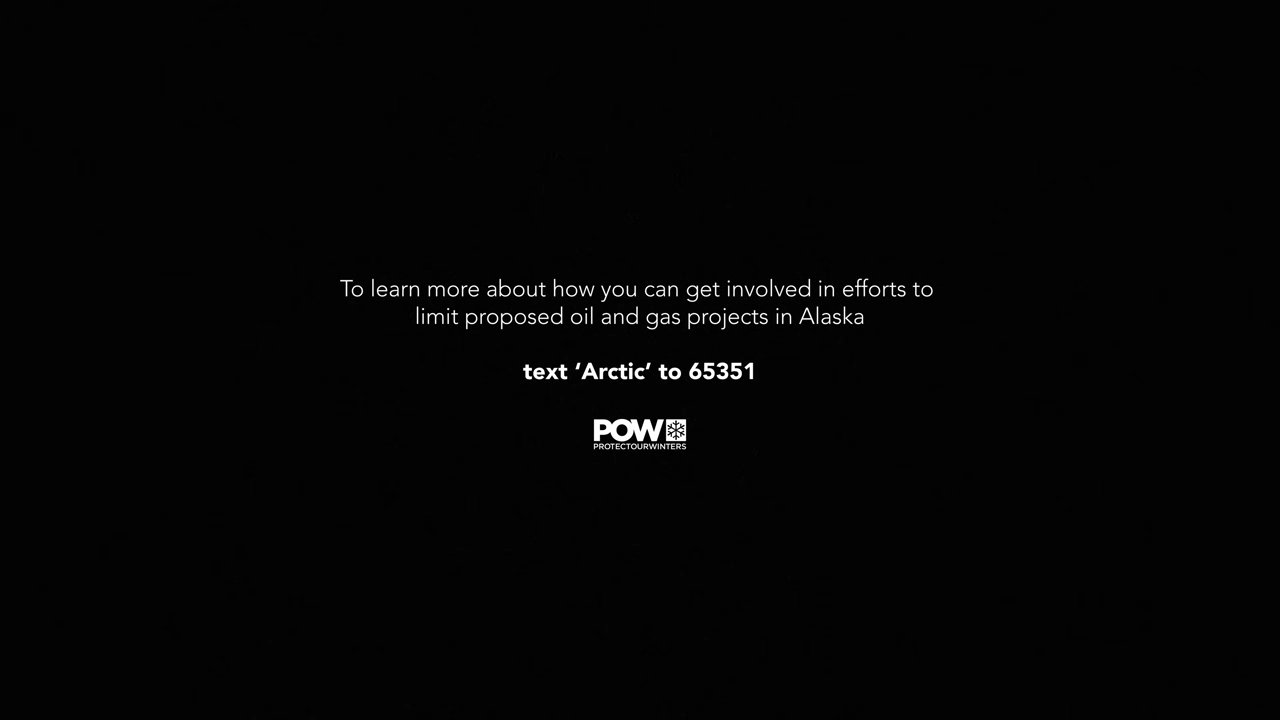 To learn more about how you can get involved in efforts to
limit proposed oil and gas projects in Alaska
text ‘Arctic’ to 65351
POW
PROTECTOURWINTERS